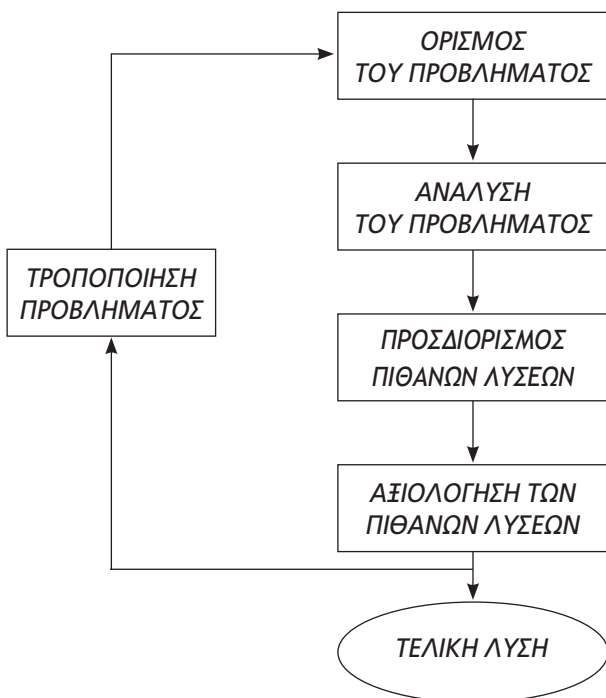 ΟΡΙΣΜΟΣ
ΤΟΥ ΠΡΟΒΛΗΜΑΤΟΣ
ΑΝΑΛΥΣΗ
ΤΟΥ ΠΡΟΒΛΗΜΑΤΟΣ
ΤΡΟΠΟΠΟΙΗΣΗ
ΠΡΟΒΛΗΜΑΤΟΣ
ΠΡΟΣΔΙΟΡΙΣΜΟΣ
ΠΙΘΑΝΩΝ ΛΥΣΕΩΝ
ΑΞΙΟΛΟΓΗΣΗ ΤΩΝ
ΠΙΘΑΝΩΝ ΛΥΣΕΩΝ
ΤΕΛΙΚΗ ΛΥΣΗ